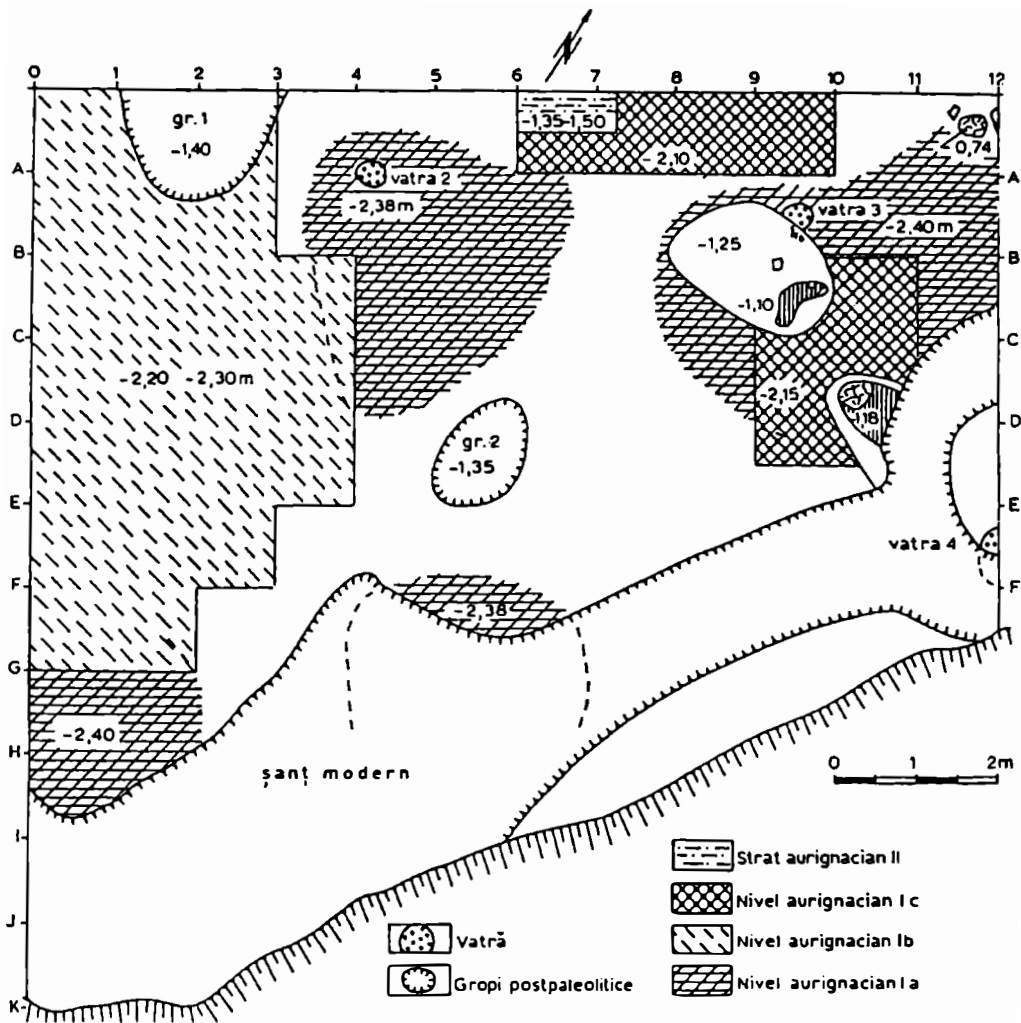 0 1 2 3 4 5 6 7 8 9 10 11 12
gr. 1
-1,40
-1,35-1,50
-2,10
-0,74
A
A
vatra 2
-2,38m
vatra 3
-2,40m
B
B
-1,25
-1,10
C
C
-2,20 -2,30m
-2,15
D
D
gr. 2
-1,35
E
E
vatra 4
F
F
-2,38
G
-2,40
H
șanț modern
0 1 2m
I
Strat aurignacian II
Nivel aurignacian I c
J
Vatră
Nivel aurignacian Ib
Gropi postpaleolitice
Nivel aurignacian I a
K